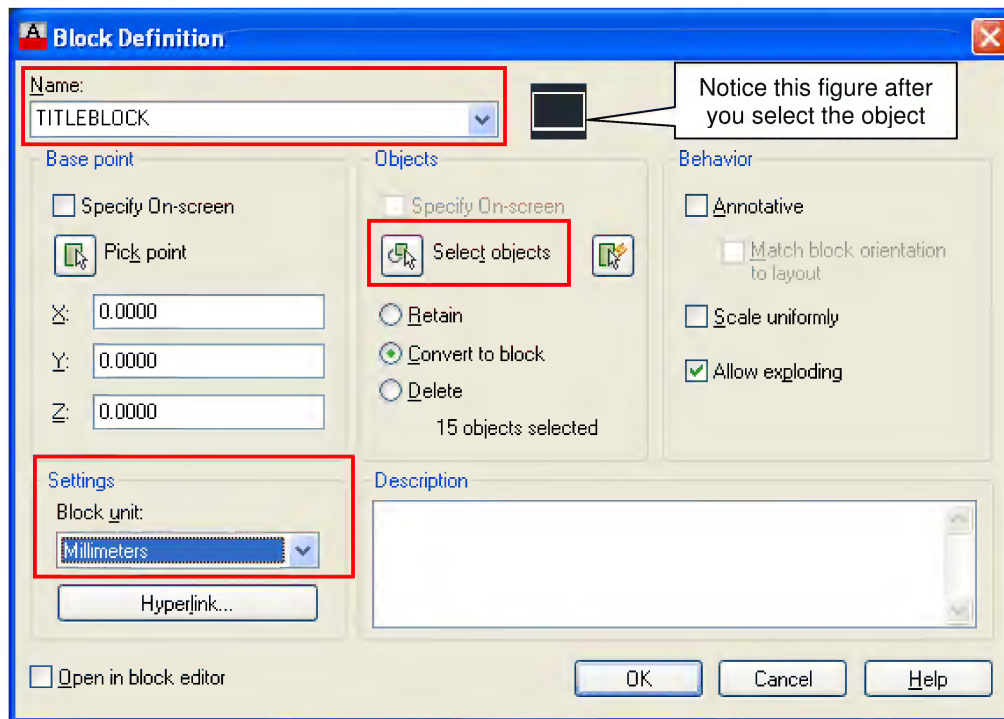 Block Definition
Name:
TITLEBLOCK
Notice this figure after
you select the object
Base point
Specify On-screen
Pick point
X: 0.0000
Y: 0.0000
Z: 0.0000
Objects
Specify On-screen
Select objects
Retain
Convert to block
Delete
15 objects selected
Behavior
Annotative
Match block orientation
to layout
Scale uniformly
Allow exploding
Settings
Block unit:
Millimeters
Hyperlink...
Description
Open in block editor
OK
Cancel
Help